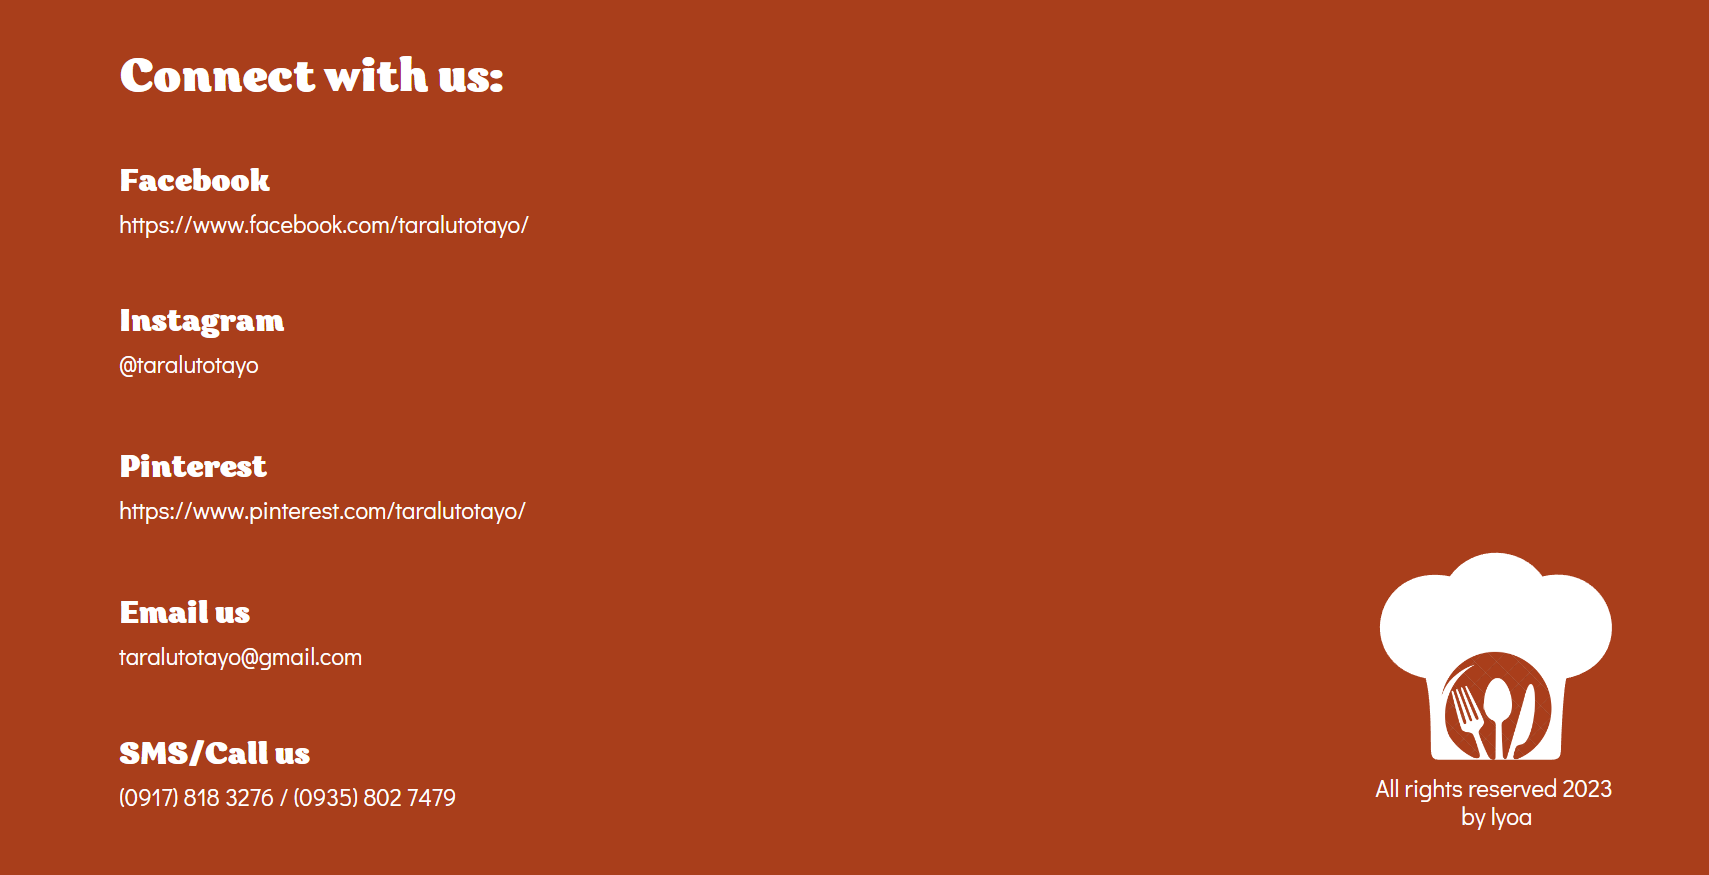 Connect with us:
Facebook
https://www.facebook.com/taralutotayo/
Instagram
@taralutotayo
Pinterest
https://www.pinterest.com/taralutotayo/
Email us
taralutotayo@gmail.com
SMS/Call us
(0917) 818 3276 / (0935) 802 7479
All rights reserved 2023
by lyoa